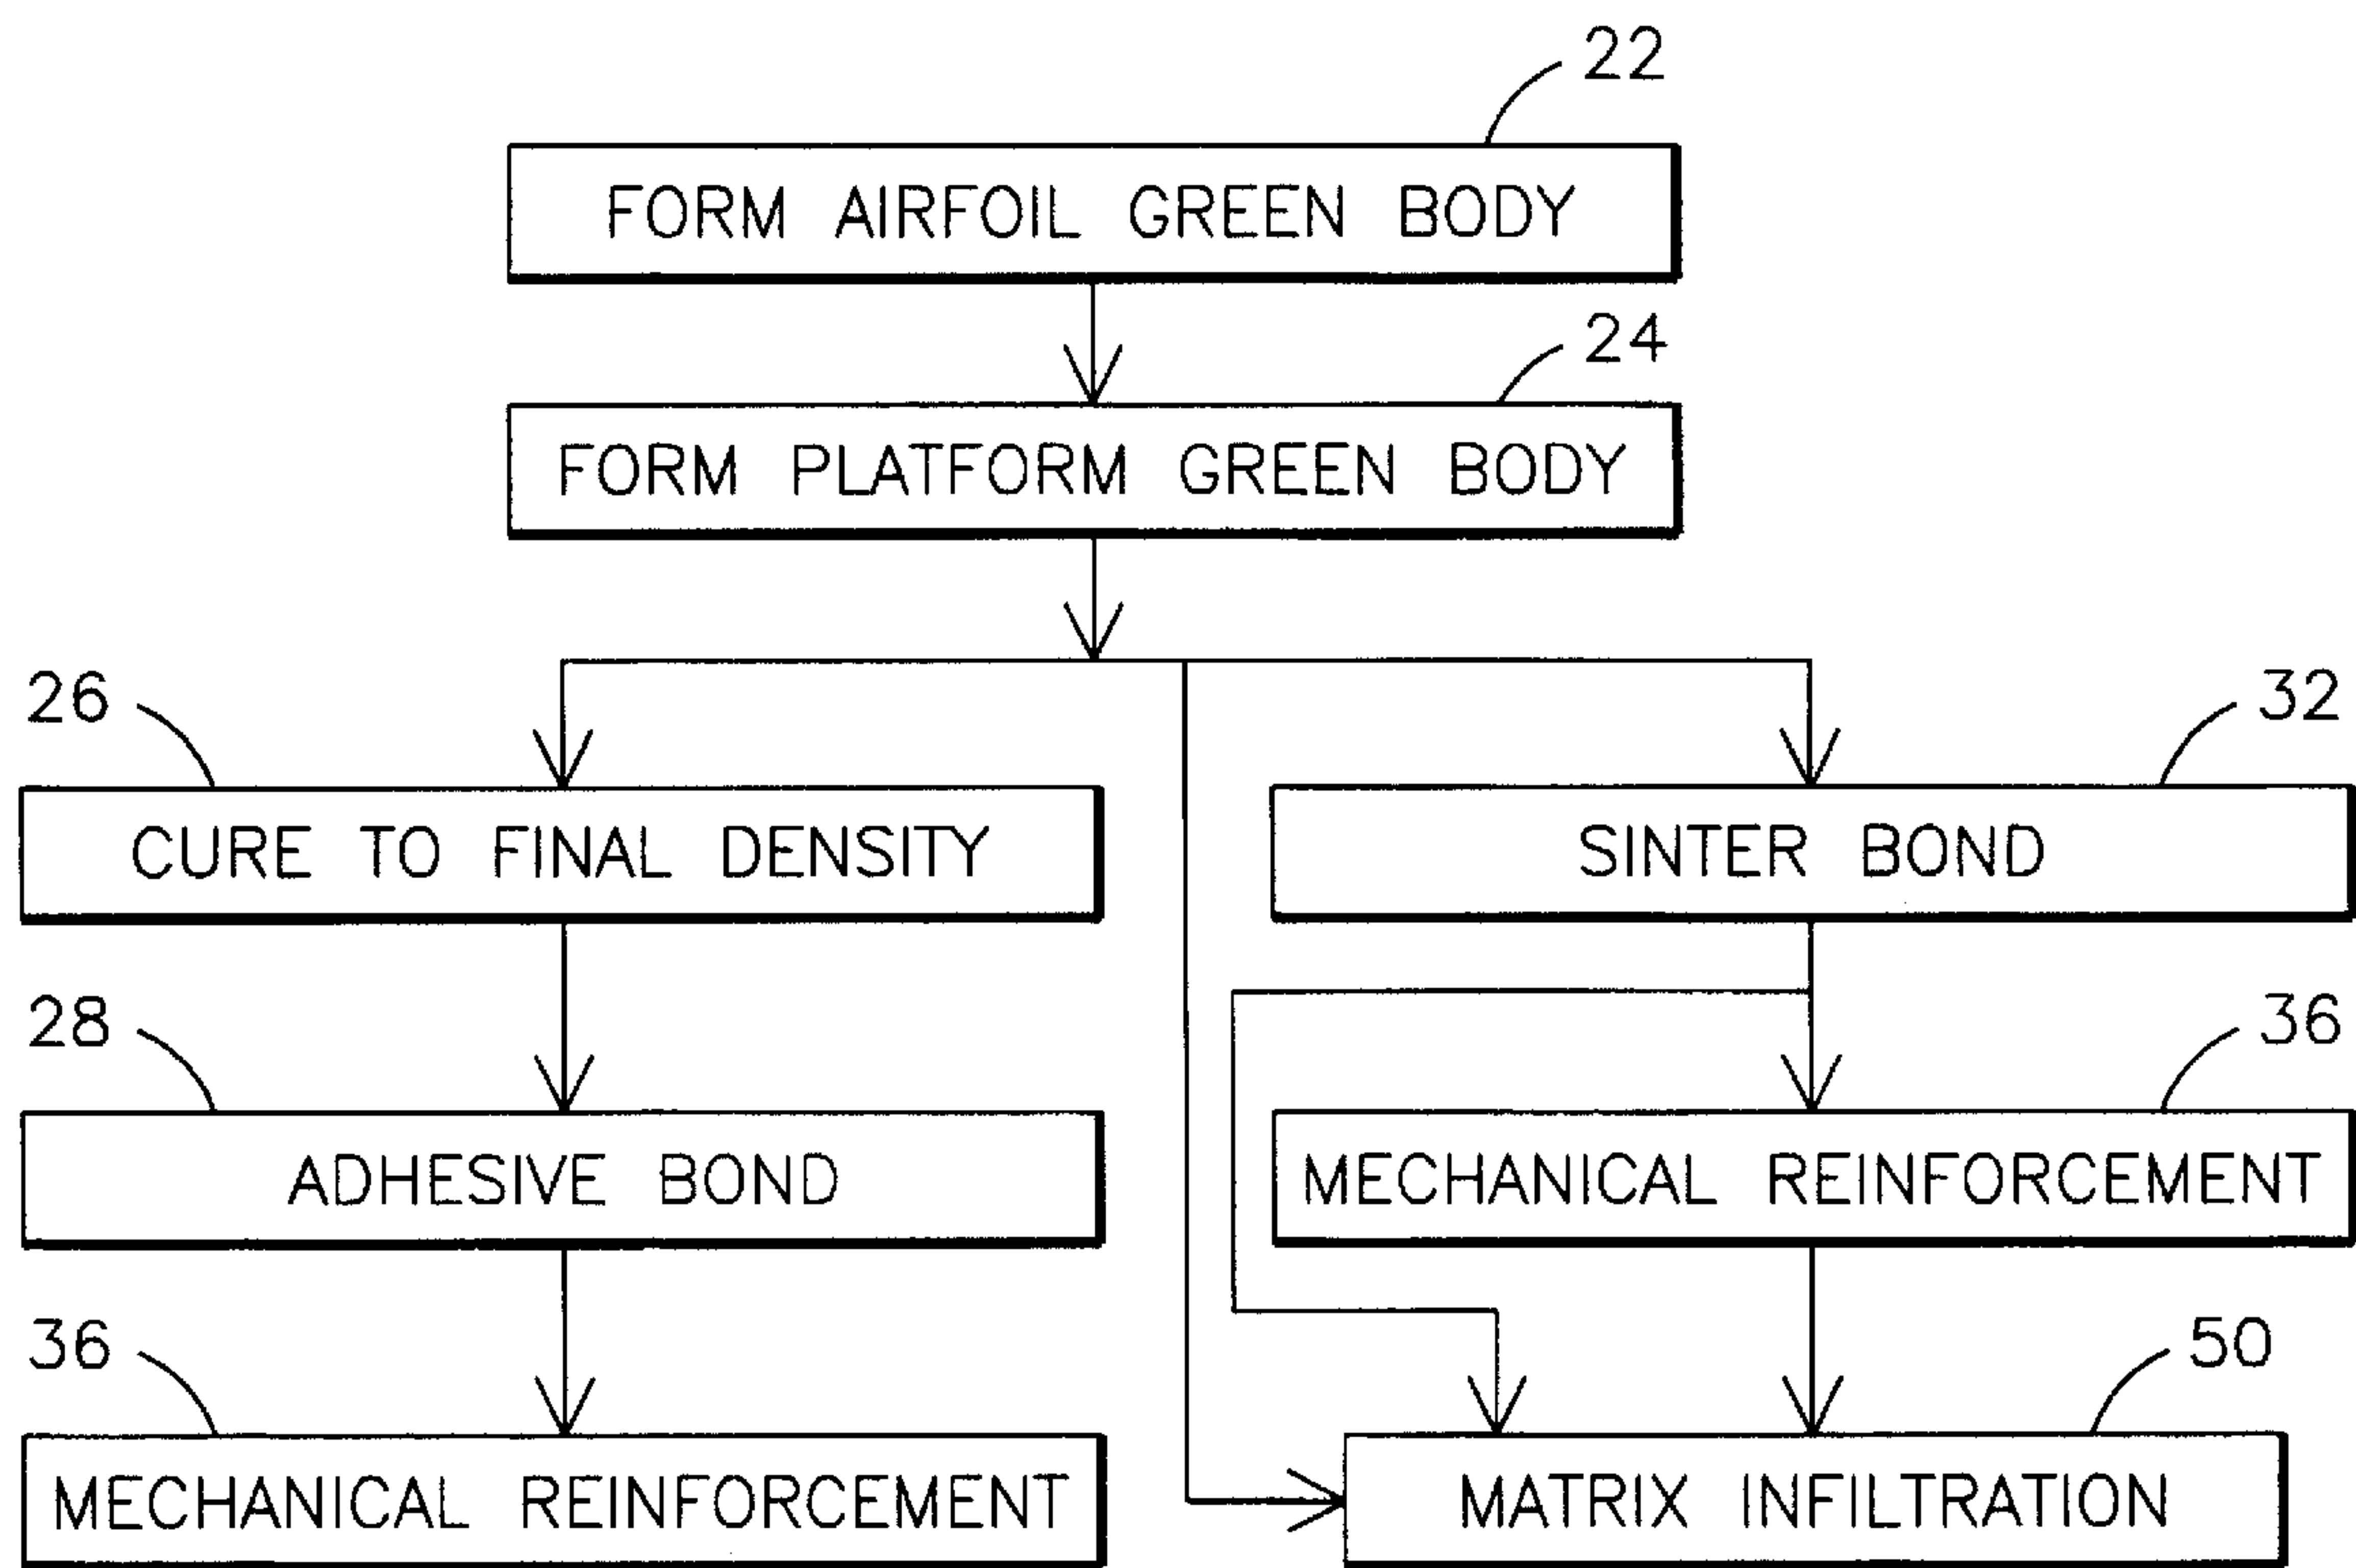 22
FORM AIRFOIL GREEN BODY
24
FORM PLATFORM GREEN BODY
26
32
CURE TO FINAL DENSITY
SINTER BOND
28
36
ADHESIVE BOND
MECHANICAL REINFORCEMENT
36
50
MECHANICAL REINFORCEMENT
MATRIX INFILTRATION